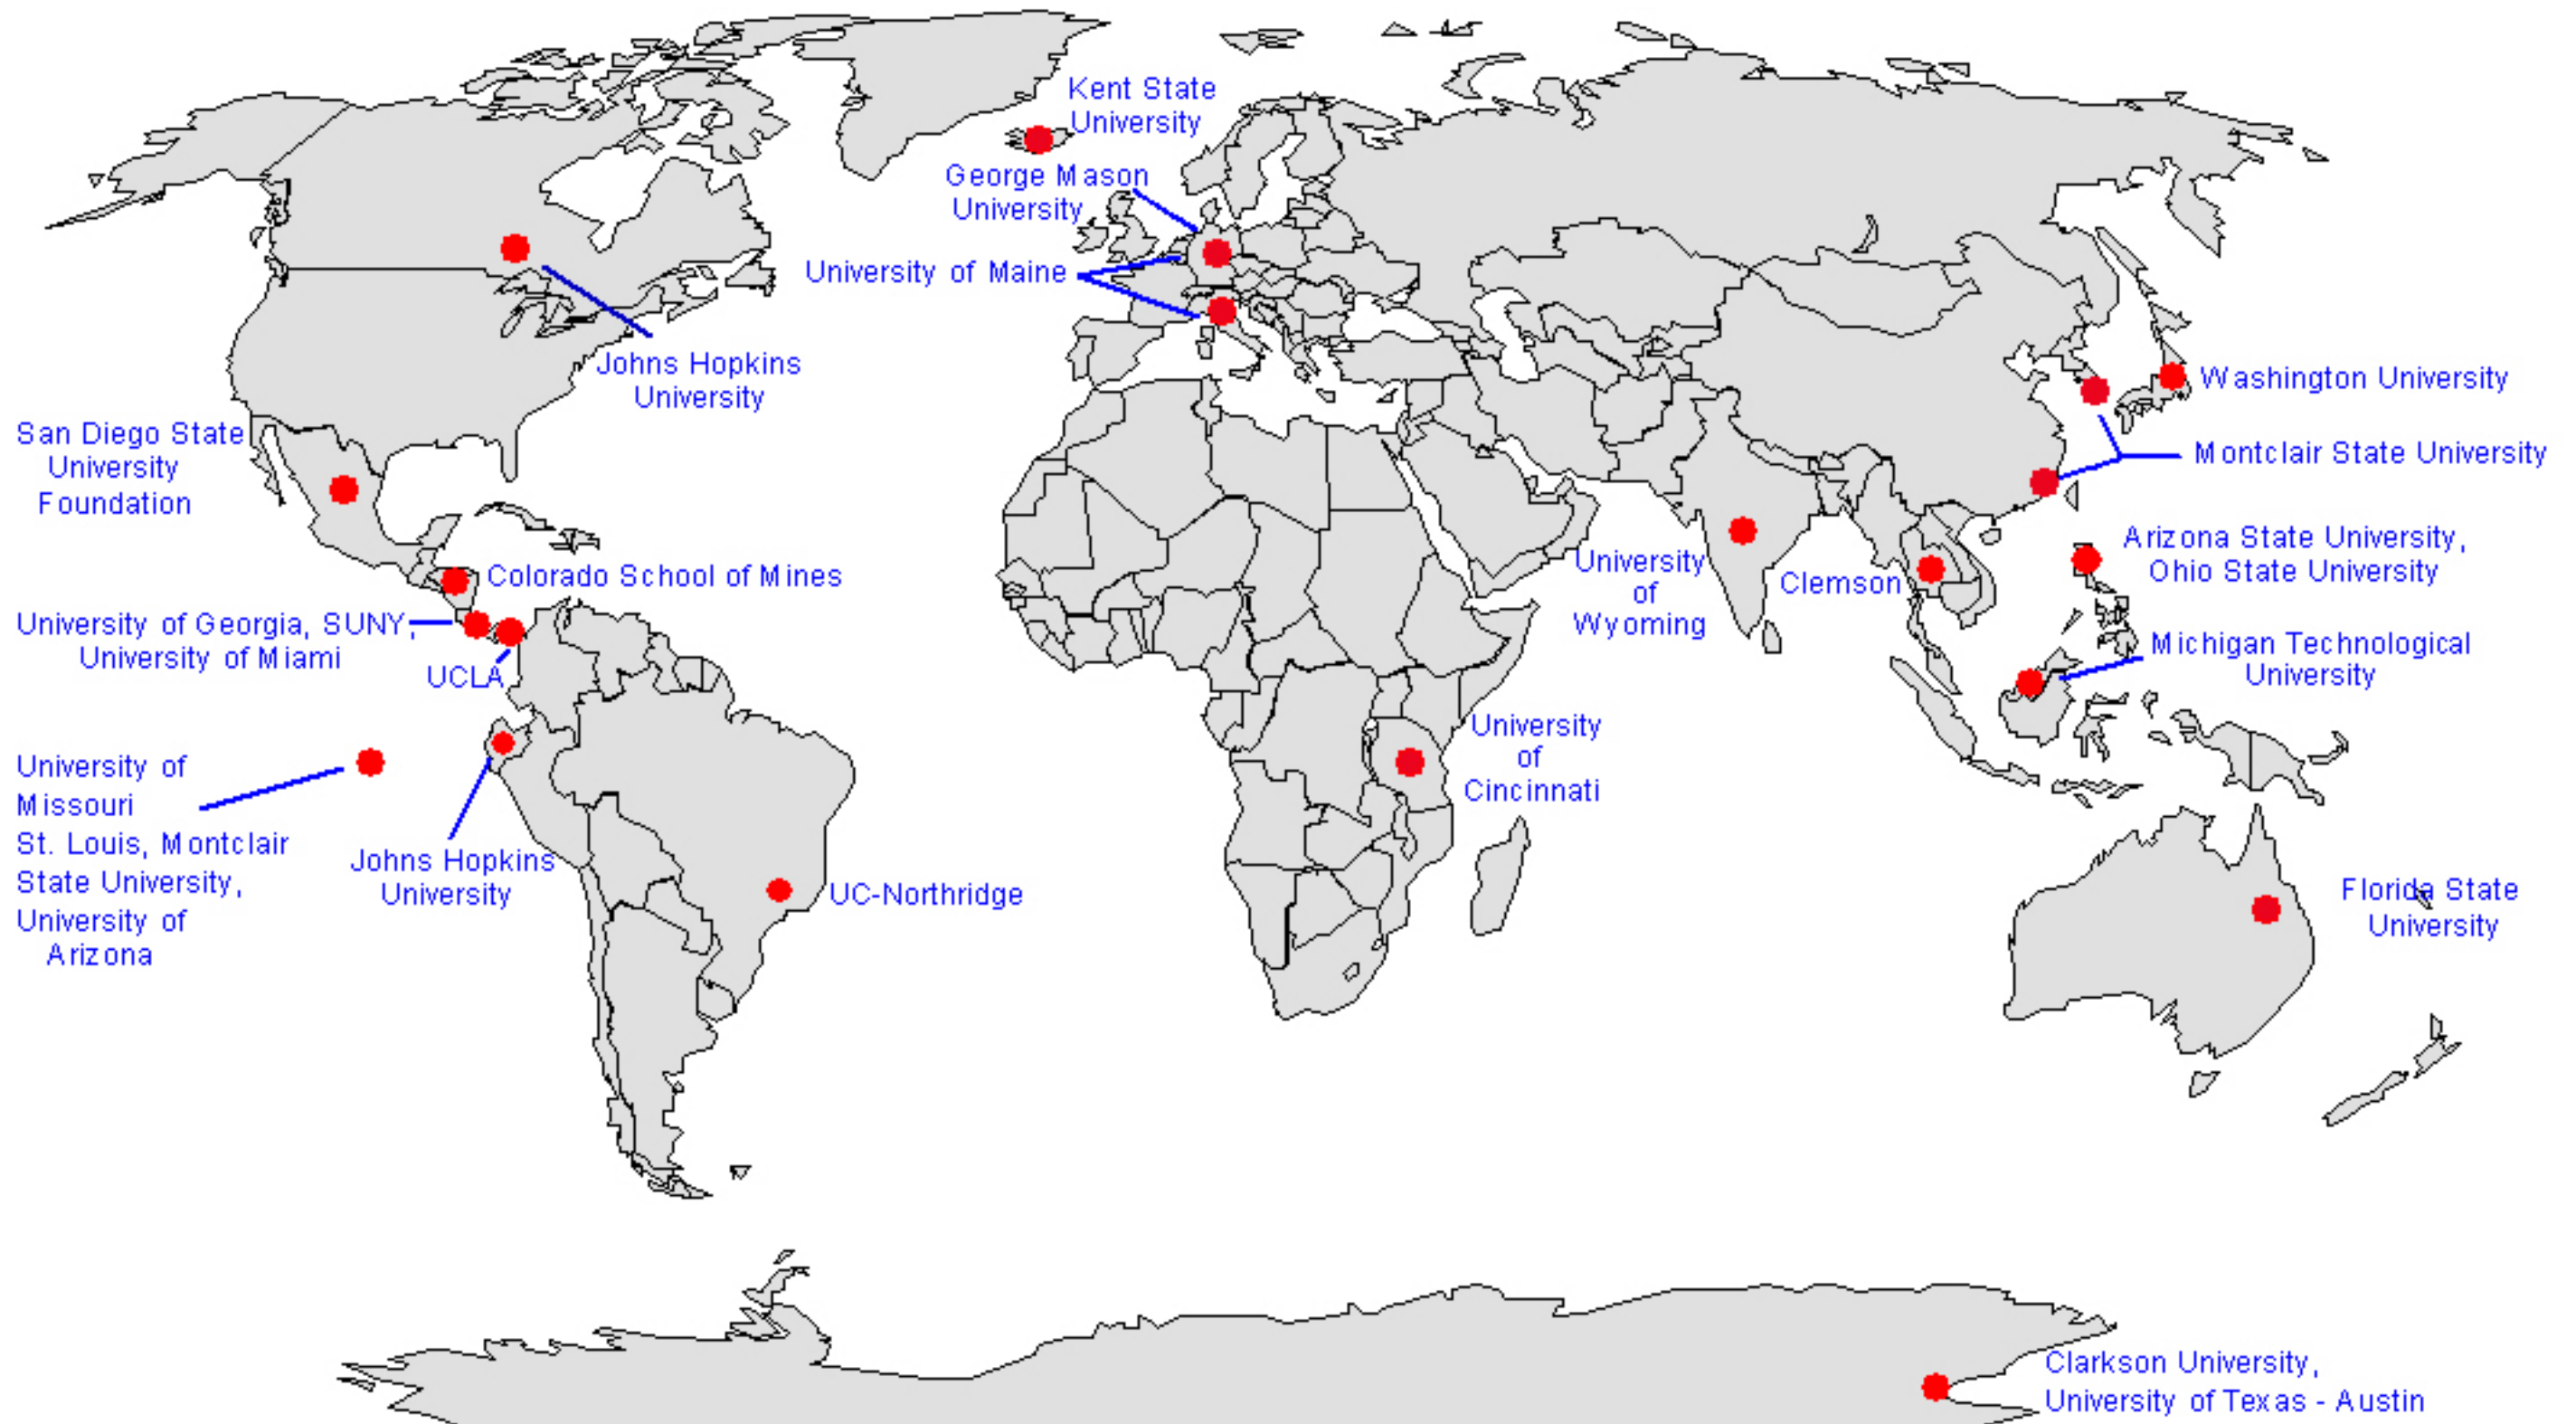 Kent State
University
George Mason
University
University of Maine
Johns Hopkins
University
Washington University
San Diego State
University
Foundation
Montclair State University
Arizona State University,
Ohio State University
University
of
Wyoming
Clemson
Colorado School of Mines
University of Georgia, SUNY,
University of Miami
UCLA
Michigan Technological
University
University
of
Cincinnati
University of
Missouri
St. Louis, Montclair
State University,
University of
Arizona
Johns Hopkins
University
UC-Northridge
Florida State
University
Clarkson University,
University of Texas - Austin